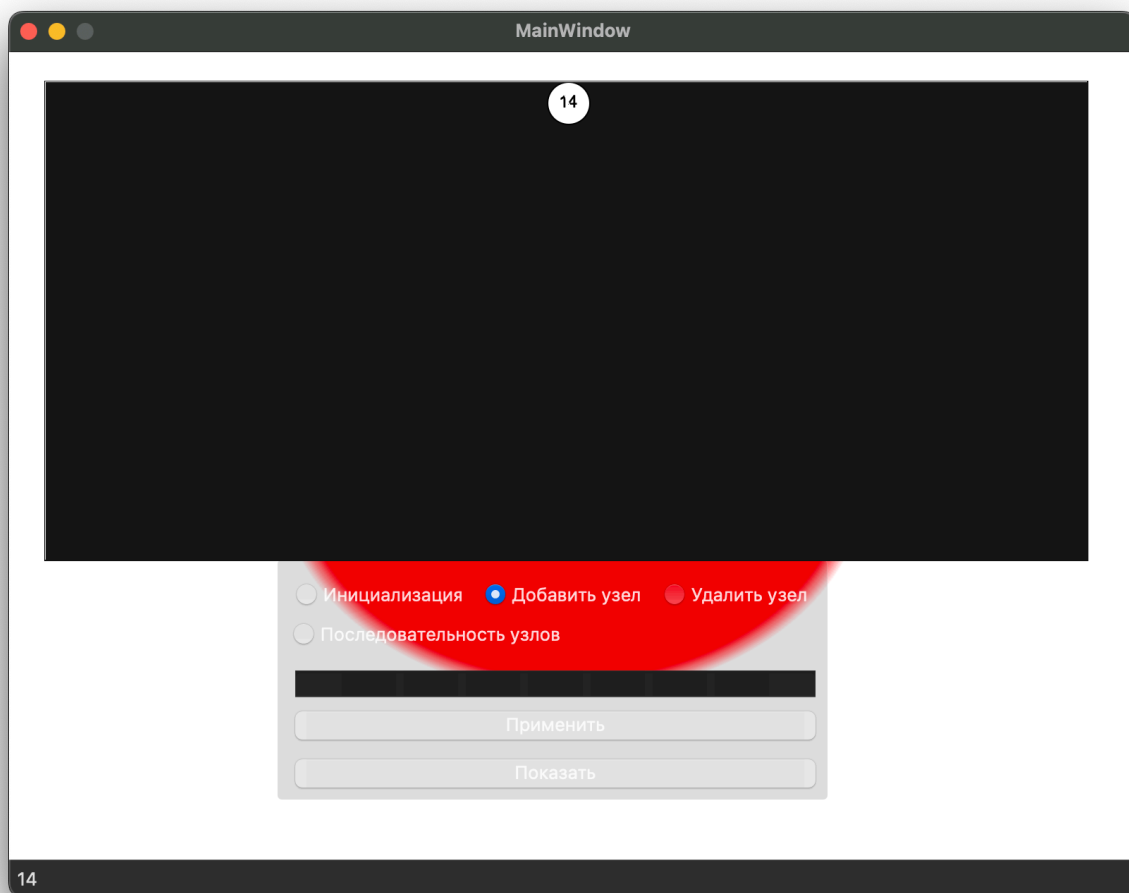 MainWindow
14
Инициализация Добавить узел Удалить узел
Последовательность узлов
Применить
Показать
14